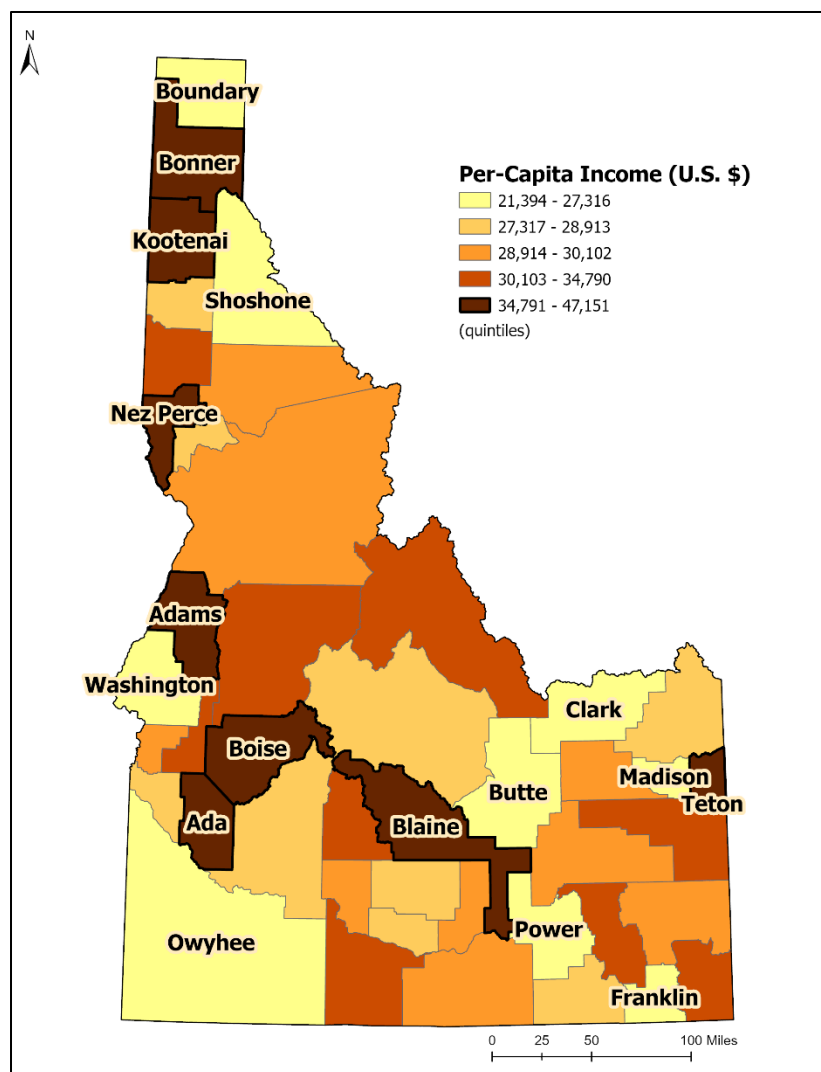 N
Boundary
Bonner
Per-Capita Income (U.S. $)
21,394 - 27,316
27,317 - 28,913
28,914 - 30,102
30,103 - 34,790
34,791 - 47,151
(quintiles)
Kootenai
Shoshone
Nez Perce
Adams
Washington
Clark
Boise
Madison
Butte
Teton
Ada
Blaine
Power
Owyhee
Franklin
0 25 50 100 Miles